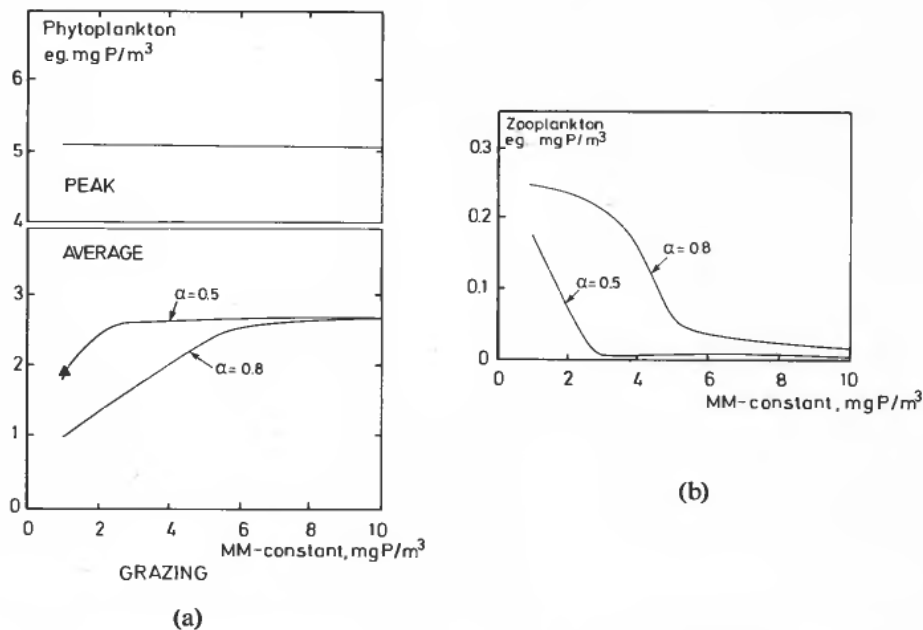 Phytoplankton
eg. mg P/m³
6
5
PEAK
4
AVERAGE
3
α=0.5
2
α=0.8
1
0
0 2 4 6 8 10
MM-constant, mg P/m³
GRAZING
(a)
Zooplankton
eg. mg P/m³
0.3
0.2
α=0.8
α=0.5
0.1
0
0 2 4 6 8 10
MM-constant, mg P/m³
(b)